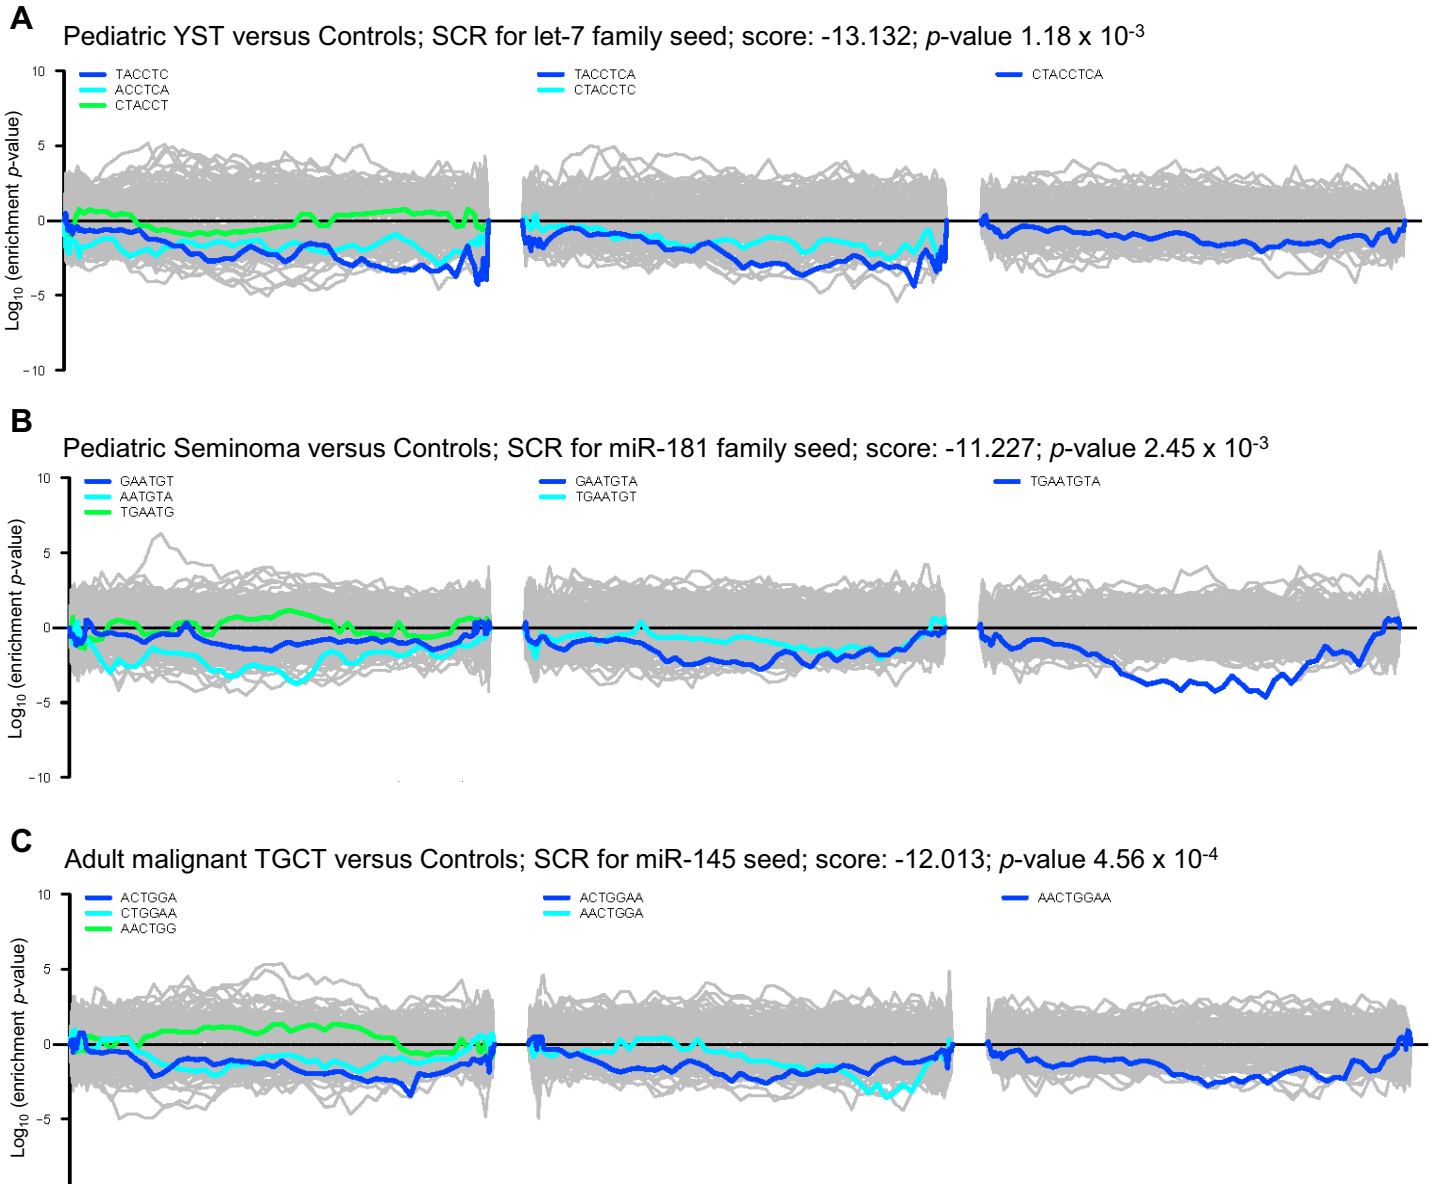 A
Pediatric YST versus Controls; SCR for let-7 family seed; score: -13.132; p-value 1.18 x 10-3
Log10 (enrichment p-value)
10
5
0
−5
−10
TACCTC
ACCTCA
CTACCT
TACCTCA
CTACCTC
CTACCTCA
B
Pediatric Seminoma versus Controls; SCR for miR-181 family seed; score: -11.227; p-value 2.45 x 10-3
Log10 (enrichment p-value)
10
5
0
−5
−10
GAATGT
AATGTA
TGAATG
GAATGTA
TGAATGT
TGAATGTA
C
Adult malignant TGCT versus Controls; SCR for miR-145 seed; score: -12.013; p-value 4.56 x 10-4
Log10 (enrichment p-value)
10
5
0
−5
ACTGGA
CTGGAA
AACTGG
ACTGGAA
AACTGGA
AACTGGAA